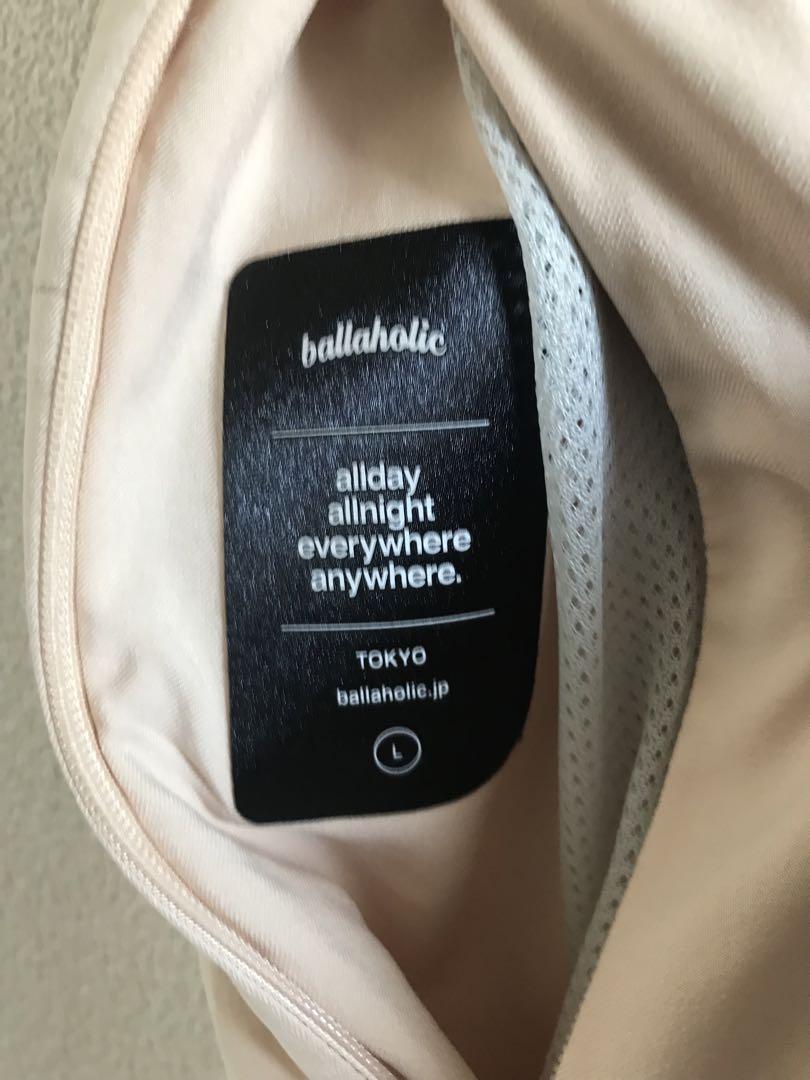 ballaholic
allday
allnight
everywhere
anywhere.
TOKYO
ballaholic.jp
L